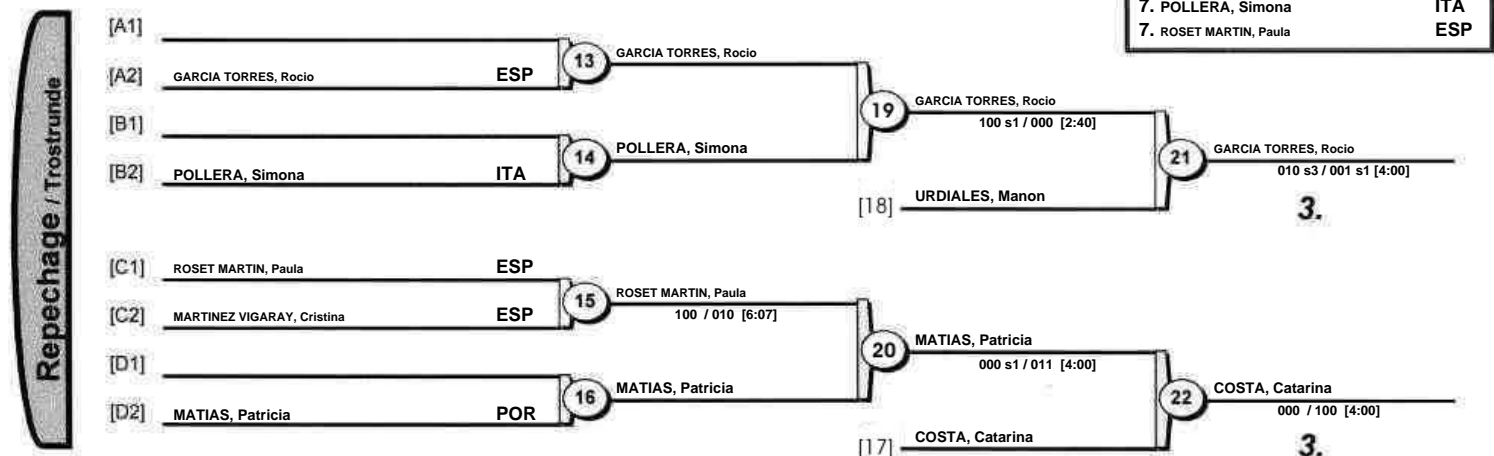 7. POLLERA, Simona ITA
7. ROSET MARTIN, Paula ESP
Repechage / Trostrunde
[A1]
[A2] GARCIA TORRES, Rocio ESP
13 GARCIA TORRES, Rocio
[B1]
[B2] POLLERA, Simona ITA
14 POLLERA, Simona
19 GARCIA TORRES, Rocio
100 s1 / 000 [2:40]
[18] URDIALES, Manon
21 GARCIA TORRES, Rocio
010 s3 / 001 s1 [4:00]
3.
[C1] ROSET MARTIN, Paula ESP
[C2] MARTINEZ VIGARAY, Cristina ESP
15 ROSET MARTIN, Paula
100 / 010 [6:07]
[D1]
[D2] MATIAS, Patricia POR
16 MATIAS, Patricia
20 MATIAS, Patricia
000 s1 / 011 [4:00]
[17] COSTA, Catarina
22 COSTA, Catarina
000 / 100 [4:00]
3.